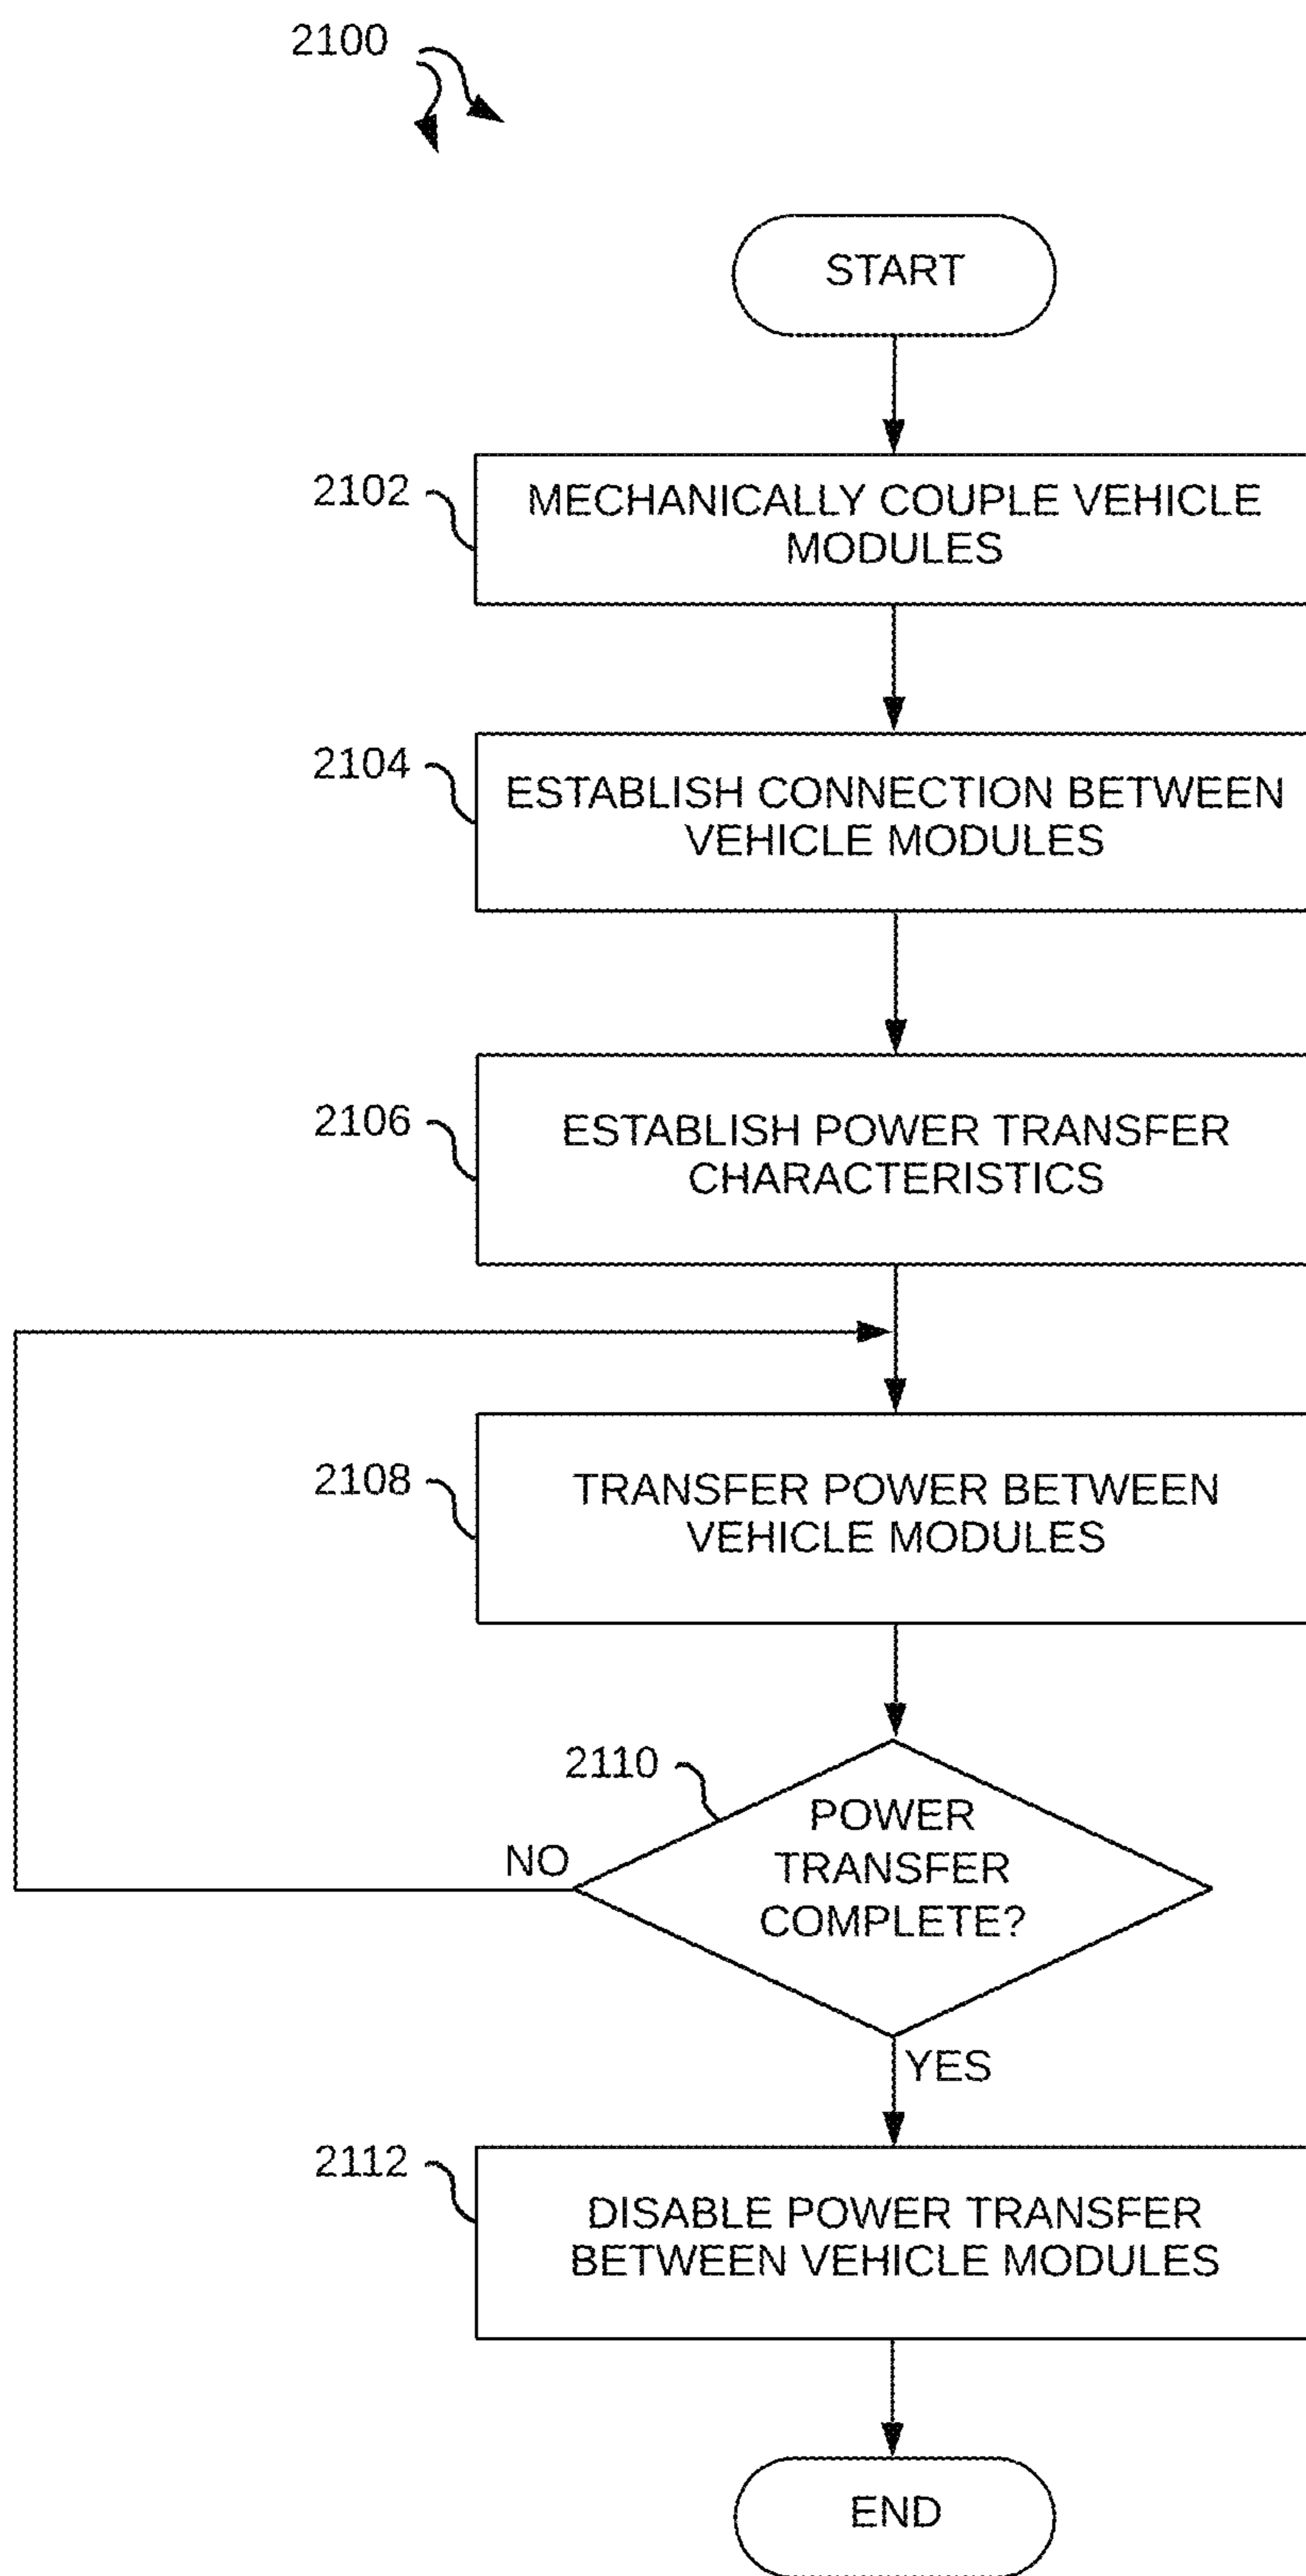 2100
START
2102
MECHANICALLY COUPLE VEHICLE
MODULES
2104
ESTABLISH CONNECTION BETWEEN
VEHICLE MODULES
2106
ESTABLISH POWER TRANSFER
CHARACTERISTICS
2108
TRANSFER POWER BETWEEN
VEHICLE MODULES
2110
POWER
TRANSFER
COMPLETE?
NO
YES
2112
DISABLE POWER TRANSFER
BETWEEN VEHICLE MODULES
END